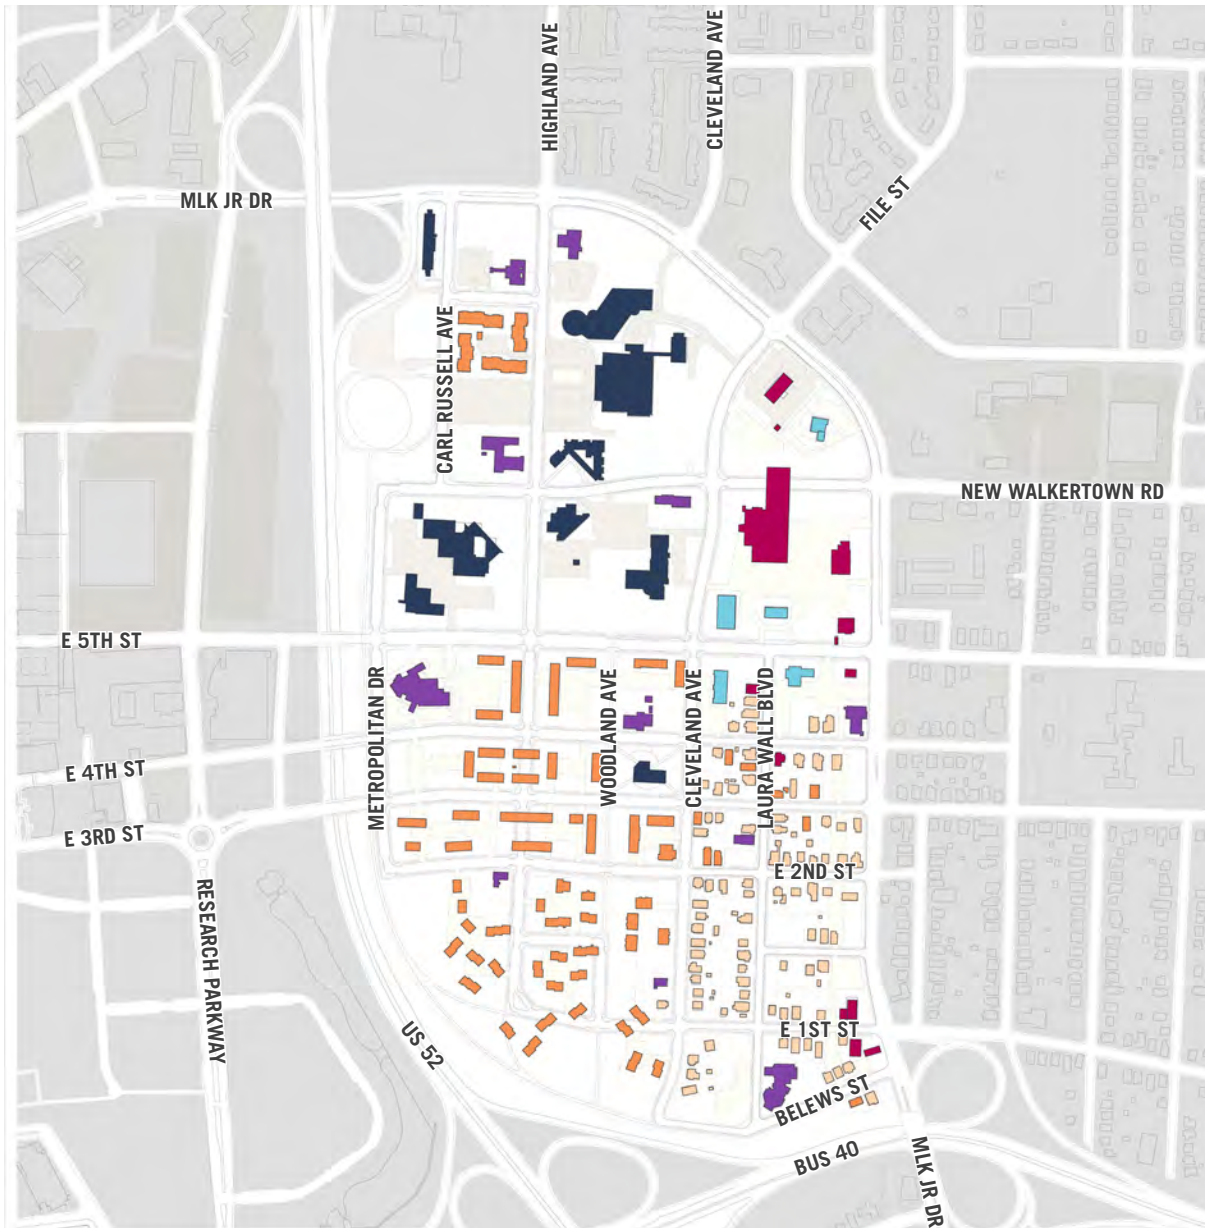 HIGHLAND AVE
CLEVELAND AVE
MLK JR DR
FILE ST
CARL RUSSELL AVE
NEW WALKERTOWN RD
E 5TH ST
METROPOLITAN DR
WOODLAND AVE
CLEVELAND AVE
LAURA WALL BLVD
E 4TH ST
E 3RD ST
E 2ND ST
RESEARCH PARKWAY
US 52
E 1ST ST
BELEWS ST
BUS 40
MLK JR DR